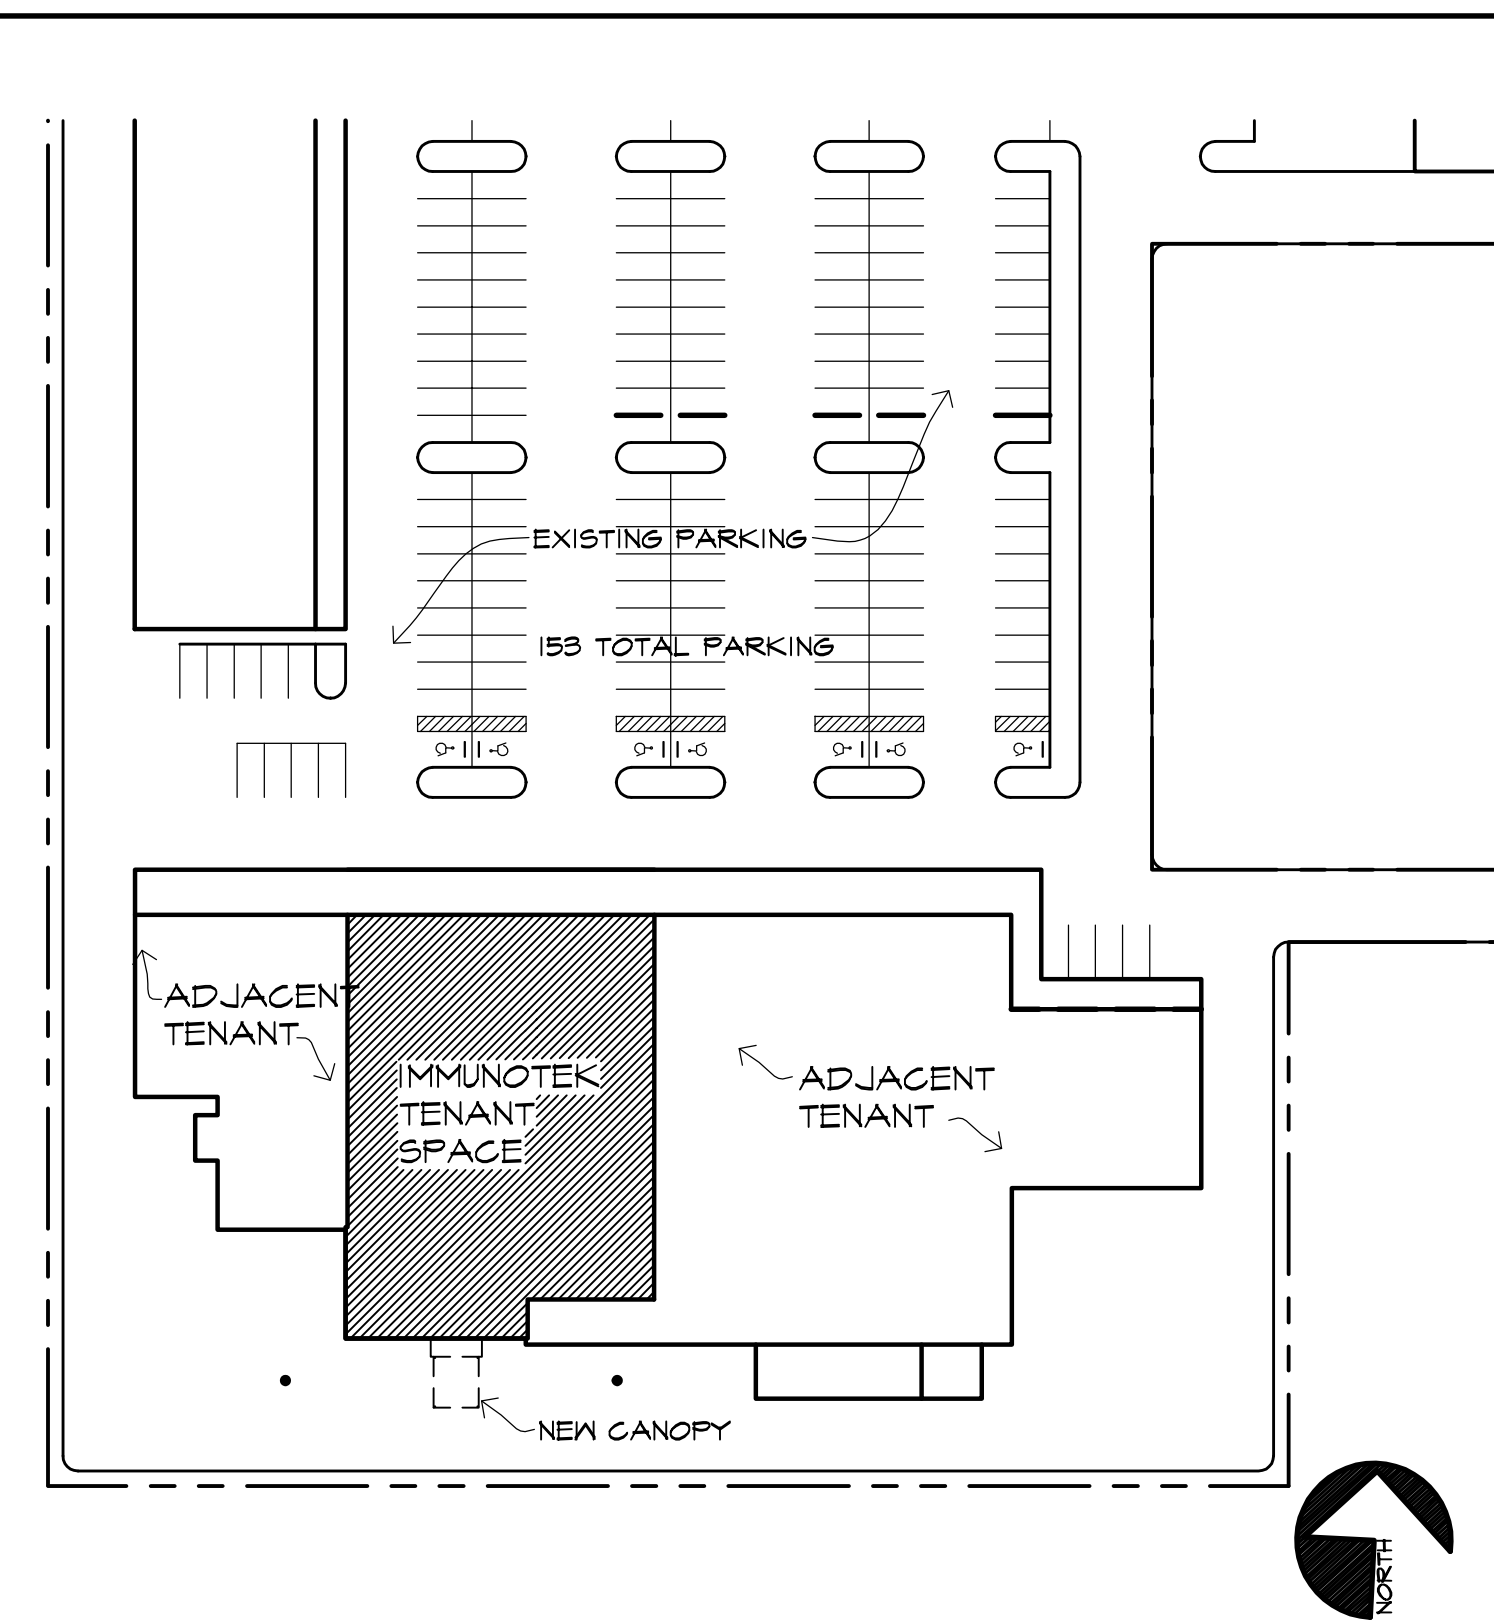 EXISTING PARKING
153 TOTAL PARKING
ADJACENT
TENANT
IMMUNOTEK
TENANT
SPACE
ADJACENT
TENANT
NEW CANOPY
NORTH